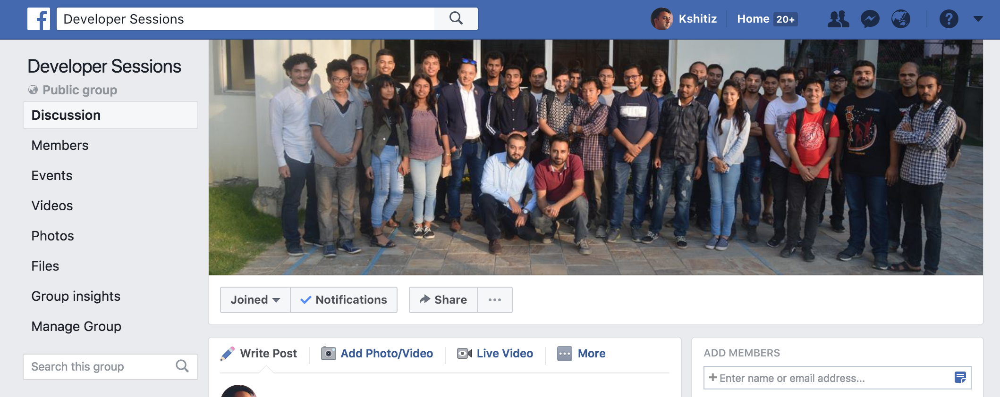 Developer Sessions
Kshitiz
Home 20+
Developer Sessions
Public group
Discussion
Members
Events
Videos
Photos
Files
Group insights
Manage Group
Search this group
Joined
Notifications
Share
Write Post
Add Photo/Video
Live Video
More
ADD MEMBERS
+ Enter name or email address...